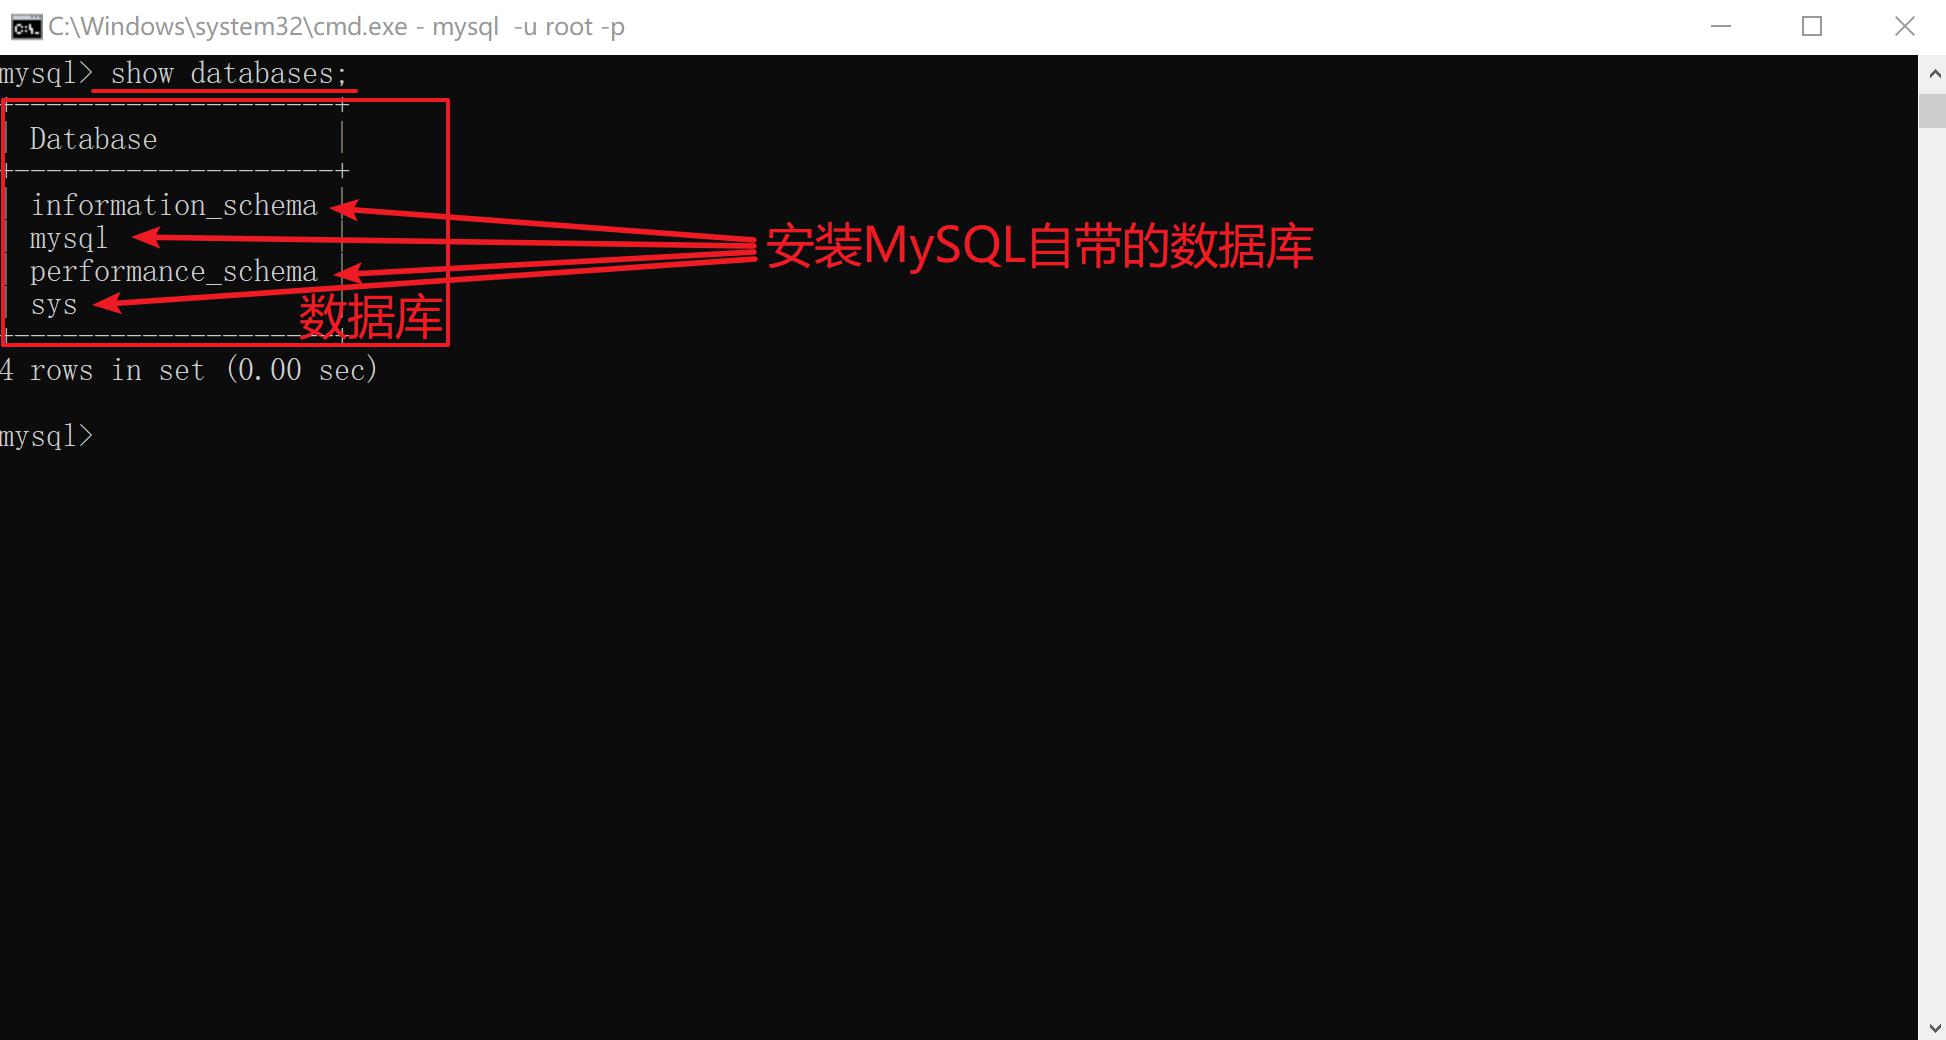 C:\Windows\system32\cmd.exe - mysql  -u root -p
mysql> show databases;
+--------------------+
| Database           |
+--------------------+
| information_schema |
| mysql              |
安装MySQL自带的数据库
| performance_schema |
| sys                |
数据库
+--------------------+
4 rows in set (0.00 sec)
mysql>